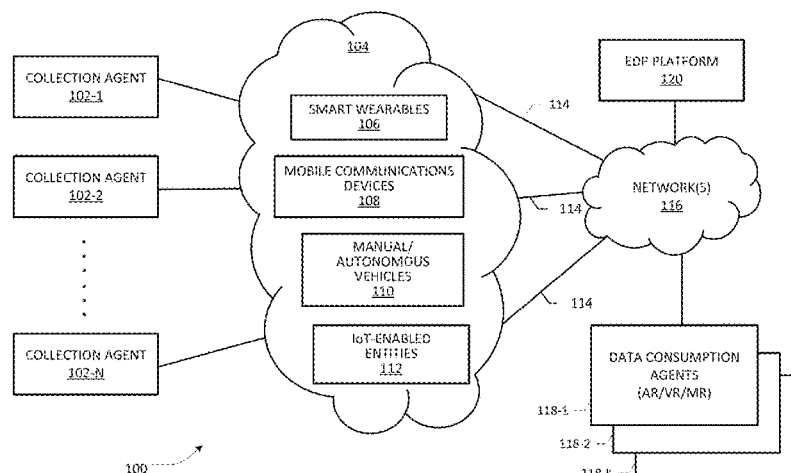 COLLECTION AGENT
102-1
COLLECTION AGENT
102-2
COLLECTION AGENT
102-N
104
SMART WEARABLES
106
MOBILE COMMUNICATIONS
DEVICES
108
MANUAL/
AUTONOMOUS
VEHICLES
110
IoT-ENABLED
ENTITIES
112
114
114
114
EDP PLATFORM
120
NETWORK(S)
116
DATA CONSUMPTION
AGENTS
(AR/VR/MR)
118-1
118-2
100